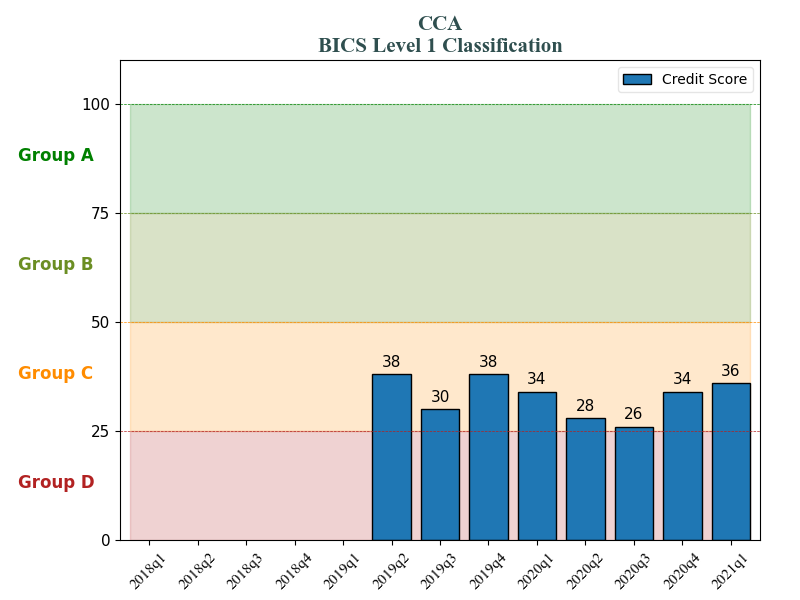 CCA
BICS Level 1 Classification
Credit Score
100
Group A
75
Group B
50
Group C
38
30
38
34
28
26
34
36
25
Group D
0
2018q1
2018q2
2018q3
2018q4
2019q1
2019q2
2019q3
2019q4
2020q1
2020q2
2020q3
2020q4
2021q1